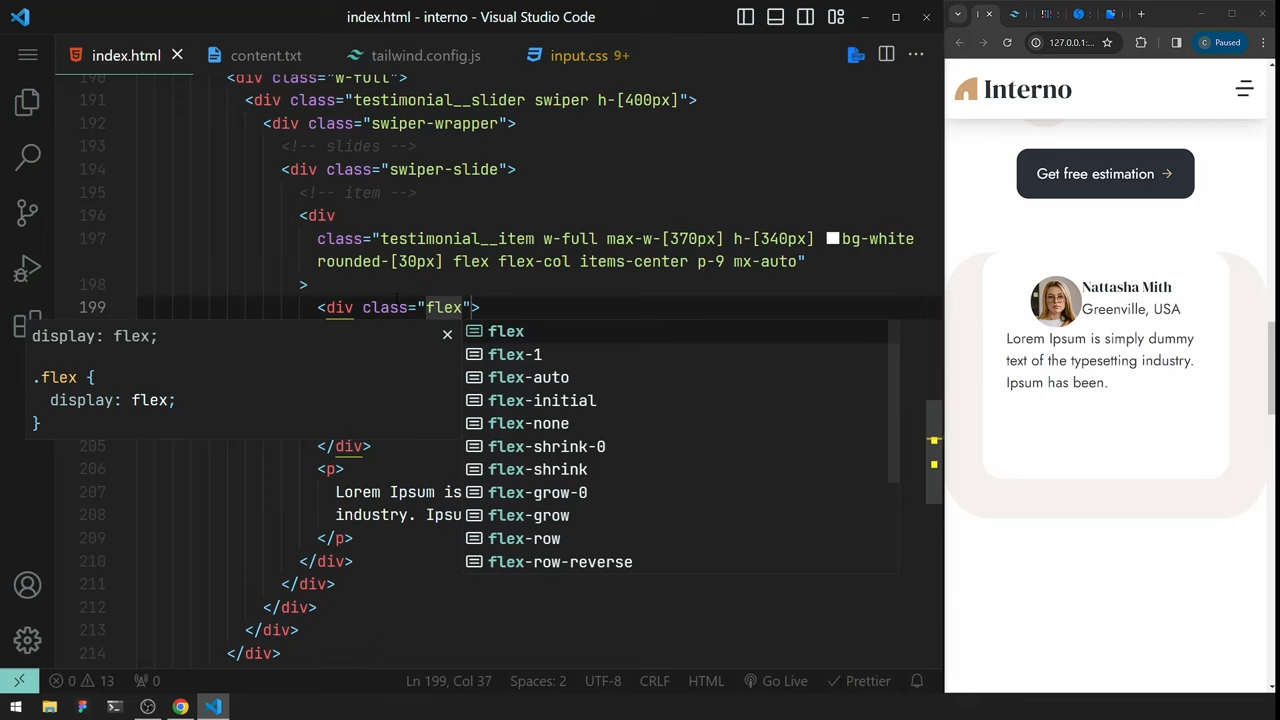 index.html - interno - Visual Studio Code
index.html
content.txt
tailwind.config.js
input.css 9+
190 <div class="w-full">
191 <div class="testimonial__slider swiper h-[400px]">
192 <div class="swiper-wrapper">
193 <!-- slides -->
194 <div class="swiper-slide">
195 <!-- item -->
196 <div
197 class="testimonial__item w-full max-w-[370px] h-[340px] bg-white
rounded-[30px] flex flex-col items-center p-9 mx-auto"
198 >
199 <div class="flex">
display: flex;
.flex {
display: flex;
}
flex
flex-1
flex-auto
flex-initial
flex-none
flex-shrink-0
flex-shrink
flex-grow-0
flex-grow
flex-row
flex-row-reverse
205 </div>
206 <p>
207 Lorem Ipsum is
208 industry. Ipsu
209 </p>
210 </div>
211 </div>
212 </div>
213 </div>
214 </div>
0 13 0
Ln 199, Col 37
Spaces: 2
UTF-8
CRLF
HTML
Go Live
Prettier
127.0.0.1:
Paused
C
Interno
Get free estimation →
Nattasha Mith
Greenville, USA
Lorem Ipsum is simply dummy
text of the typesetting industry.
Ipsum has been.